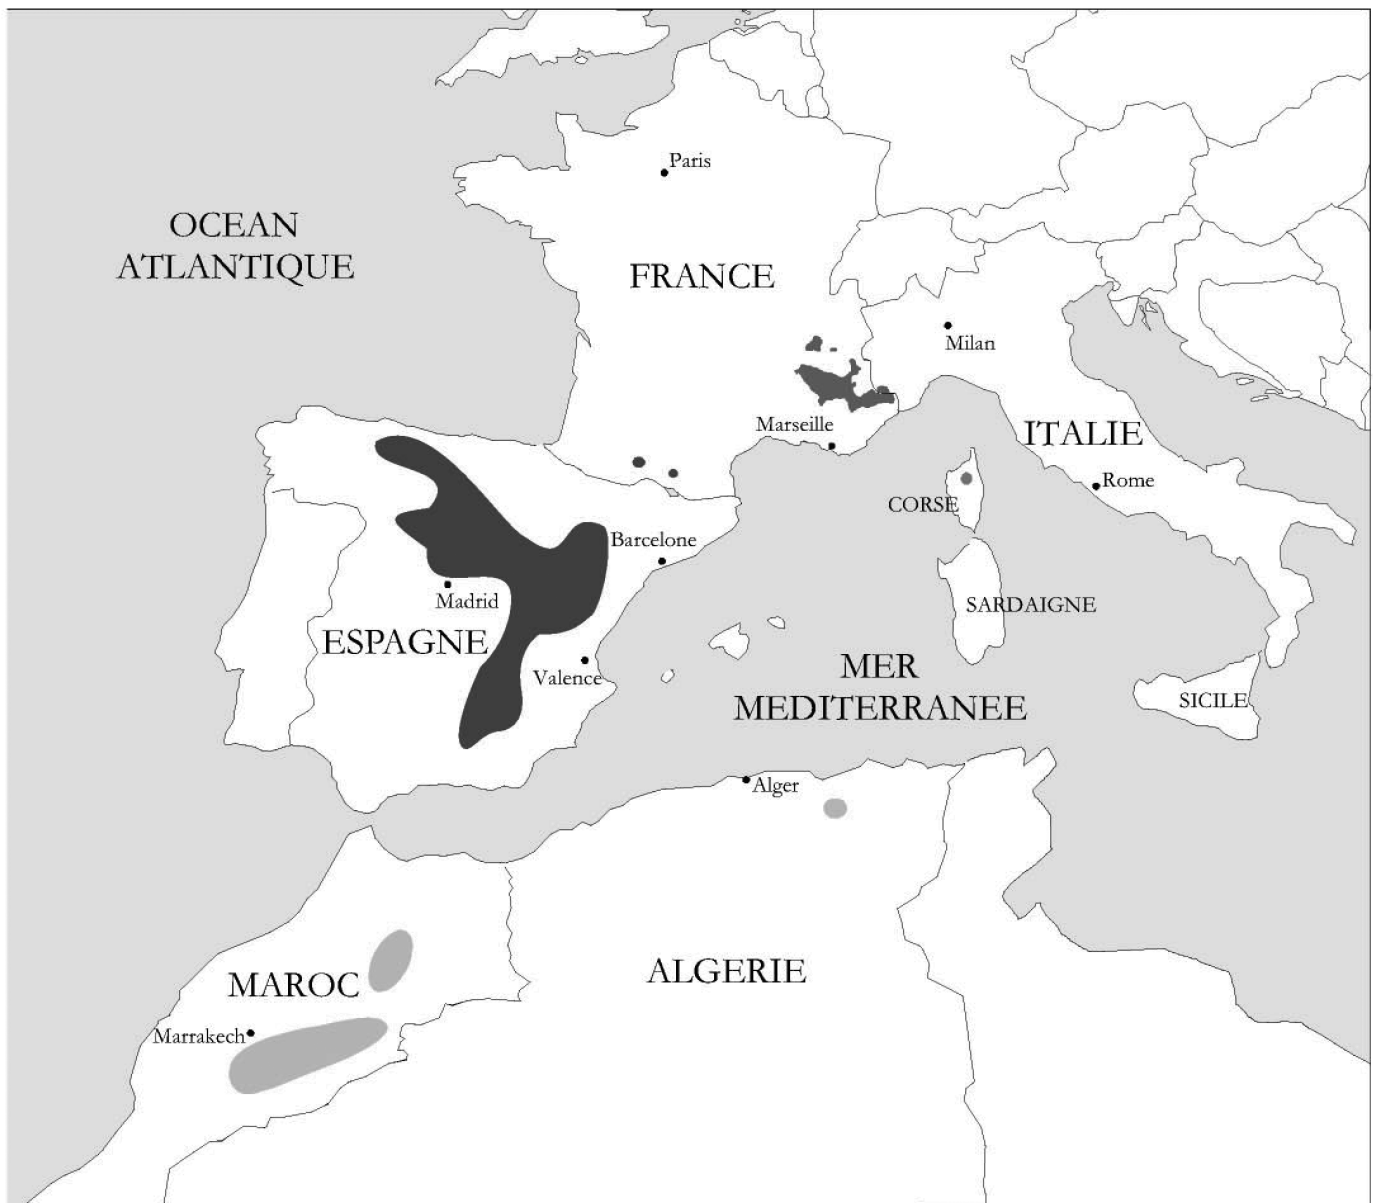 Paris
OCEAN
ATLANTIQUE
FRANCE
Milan
Marseille
ITALIE
Rome
CORSE
Barcelone
Madrid
SARDAIGNE
ESPAGNE
Valence
MER
MEDITERRANEE
SICILE
Alger
MAROC
ALGERIE
Marrakech